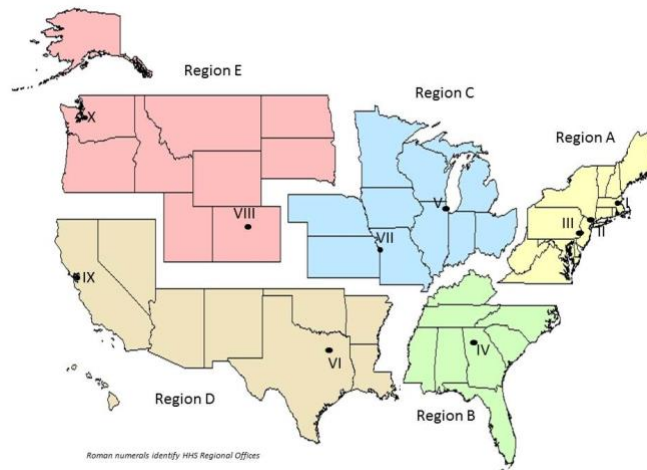 Region E
Region C
Region A
X
VIII
V
VII
I
II
III
IX
VI
IV
Region D
Region B
Roman numerals identify HHS Regional Offices